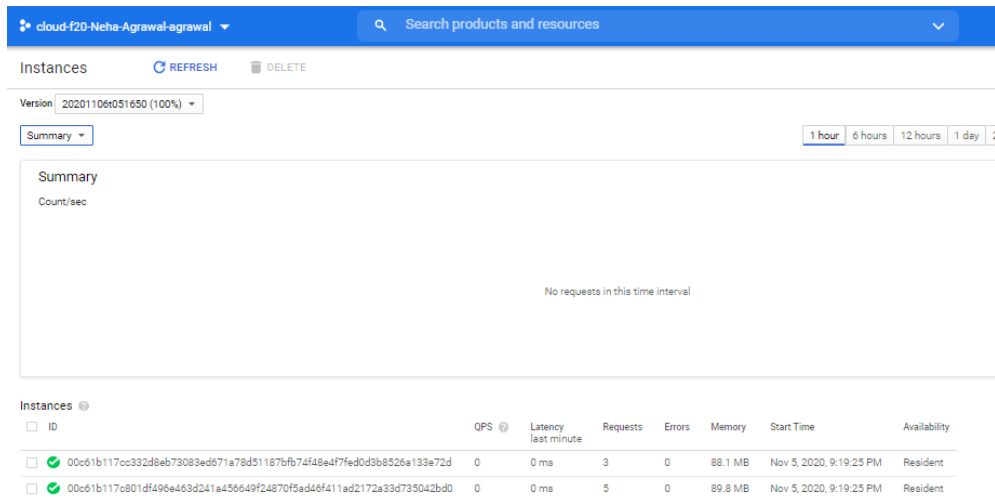 cloud-f20-Neha-Agrawal-agrawal Search products and resources
Instances REFRESH DELETE
Version 20201106t051650 (100%)
Summary 1 hour 6 hours 12 hours 1 day 2
Summary
Count/sec
No requests in this time interval
Instances
ID QPS Latency last minute Requests Errors Memory Start Time Availability
00c61b117cc332d8eb73083ed671a78d51187bfb74f48e4f7fed0d3b8526a133e72d 0 0 ms 3 0 88.1 MB Nov 5, 2020, 9:19:25 PM Resident
00c61b117c801df496e463d241a456649f24870f5ad46f411ad2172a33d735042bd0 0 0 ms 5 0 89.8 MB Nov 5, 2020, 9:19:25 PM Resident